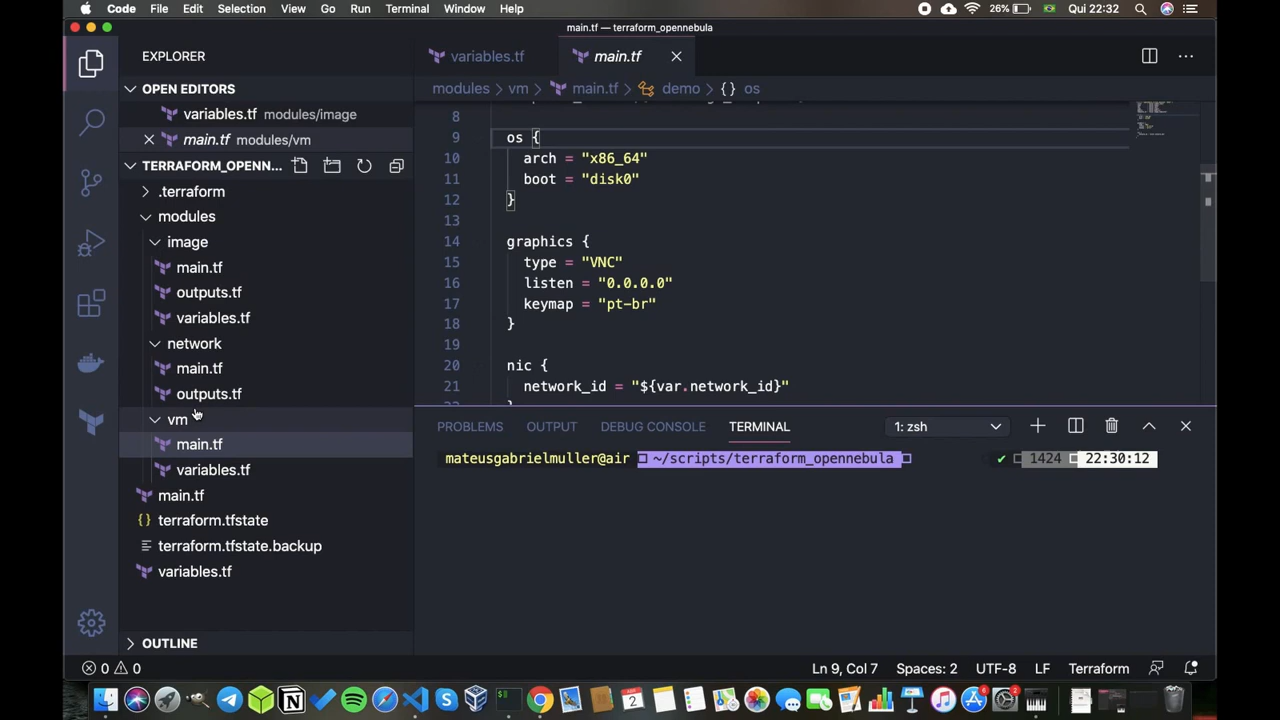 Code File Edit Selection View Go Run Terminal Window Help 26% Qui 22:32
main.tf — terraform_opennebula
EXPLORER
OPEN EDITORS
variables.tf modules/image
main.tf modules/vm
TERRAFORM_OPENN...
.terraform
modules
image
main.tf
outputs.tf
variables.tf
network
main.tf
outputs.tf
vm
main.tf
variables.tf
main.tf
terraform.tfstate
terraform.tfstate.backup
variables.tf
OUTLINE
variables.tf main.tf
modules > vm > main.tf > demo > {} os
8
9 os {
10 arch = "x86_64"
11 boot = "disk0"
12 }
13
14 graphics {
15 type = "VNC"
16 listen = "0.0.0.0"
17 keymap = "pt-br"
18 }
19
20 nic {
21 network_id = "${var.network_id}"
PROBLEMS OUTPUT DEBUG CONSOLE TERMINAL 1: zsh
mateusgabrielmuller@air ~/scripts/terraform_opennebula ✔ 1424 22:30:12
0 0 Ln 9, Col 7 Spaces: 2 UTF-8 LF Terraform